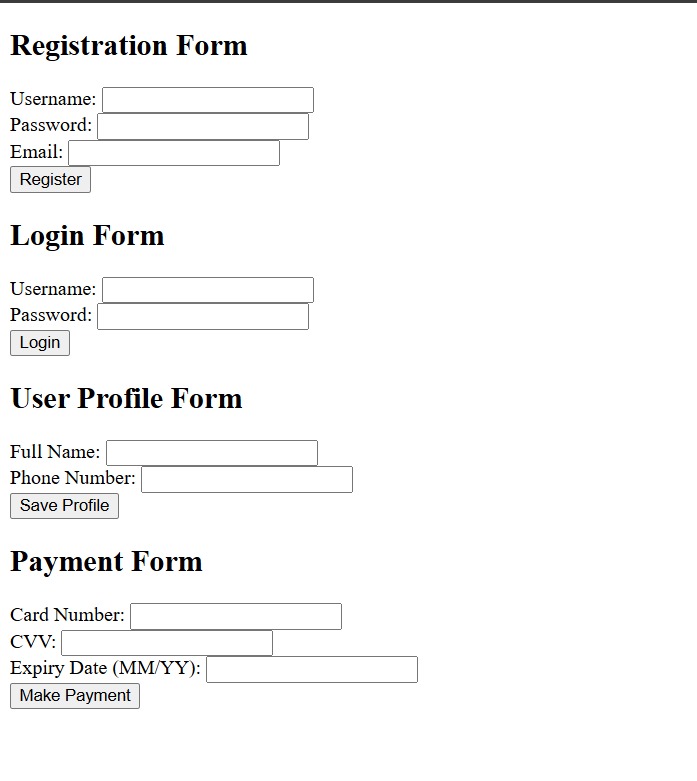 Registration Form
Username:
Password:
Email:
Register
Login Form
Username:
Password:
Login
User Profile Form
Full Name:
Phone Number:
Save Profile
Payment Form
Card Number:
CVV:
Expiry Date (MM/YY):
Make Payment